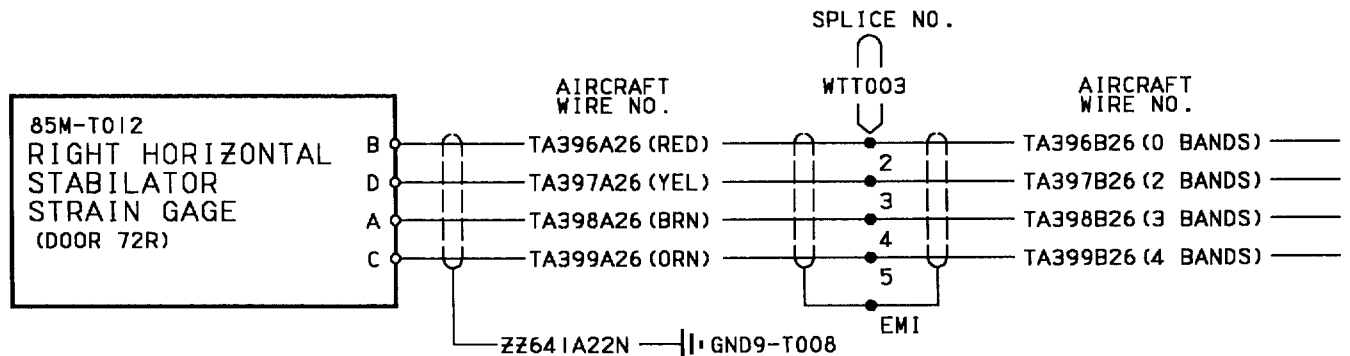 SPLICE NO.
WTT003
AIRCRAFT
WIRE NO.
AIRCRAFT
WIRE NO.
85M-T012
RIGHT HORIZONTAL
STABILATOR
STRAIN GAGE
(DOOR 72R)
B TA396A26(RED) TA396B26(0 BANDS)
2
D TA397A26(YEL) TA397B26(2 BANDS)
3
A TA398A26(BRN) TA398B26(3 BANDS)
4
C TA399A26(ORN) TA399B26(4 BANDS)
5
EMI
ZZ641A22N GND9-T008